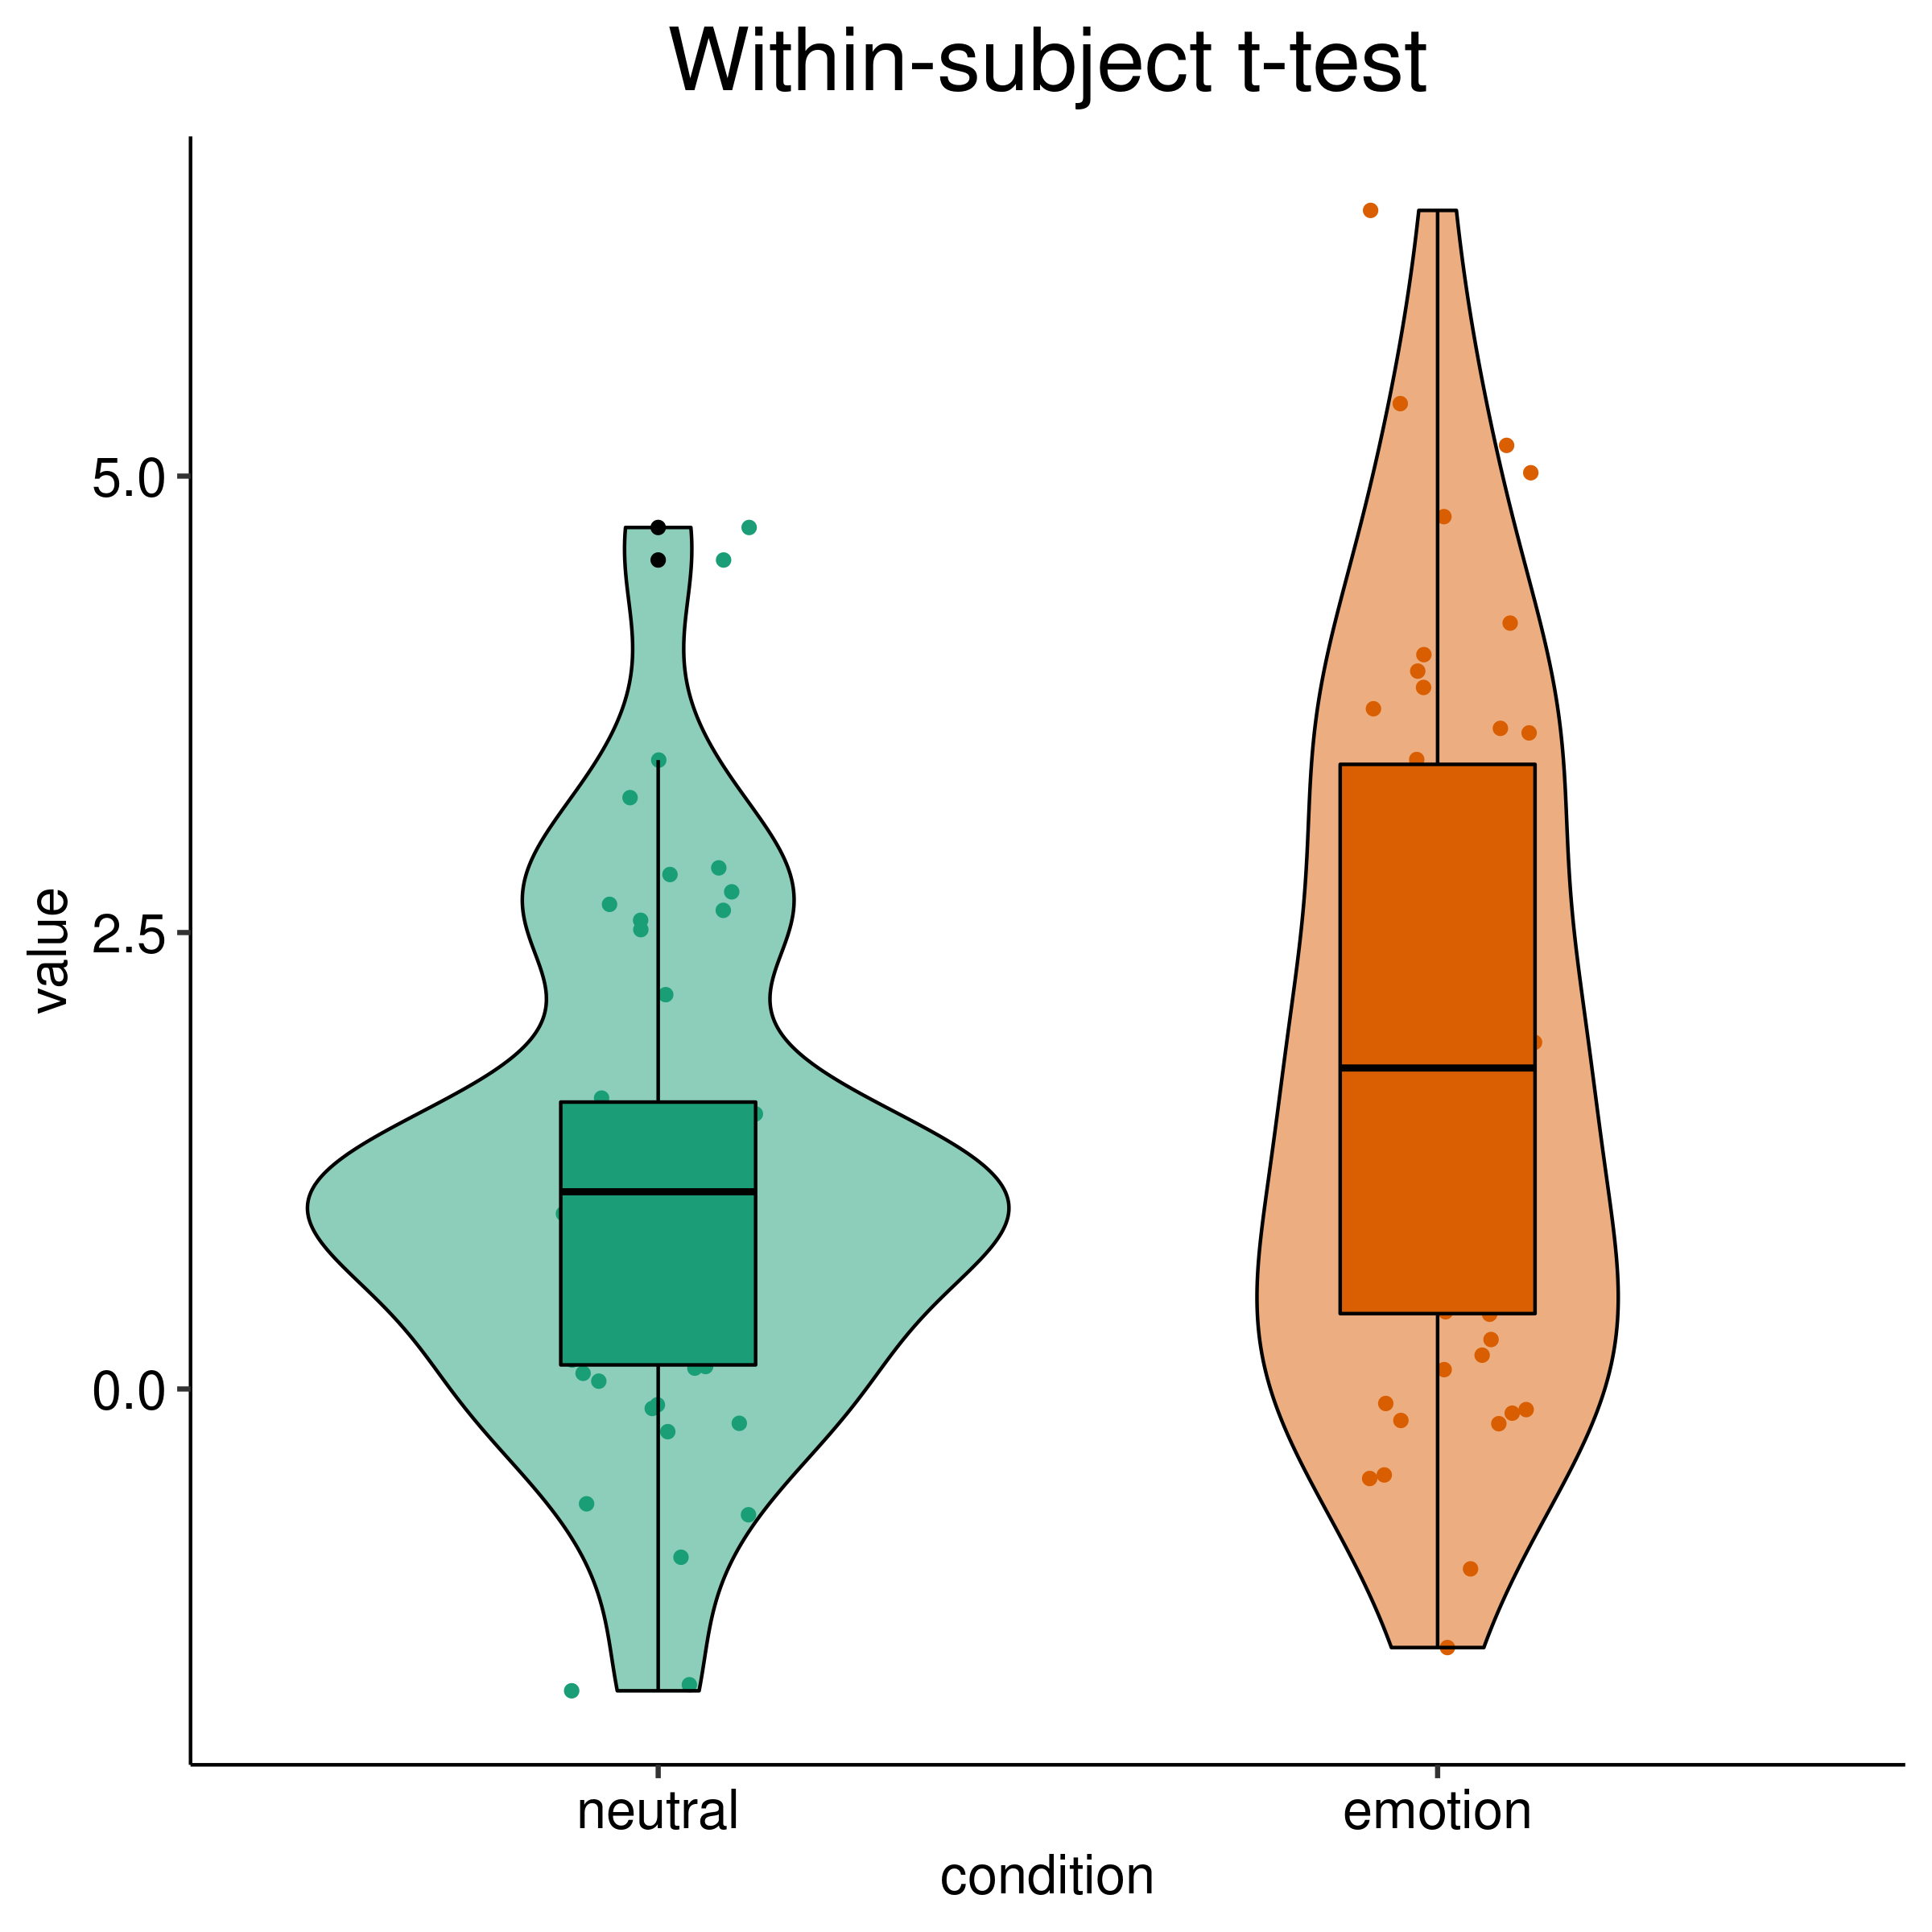 Within-subject t-test
value
5.0
2.5
0.0
neutral
emotion
condition